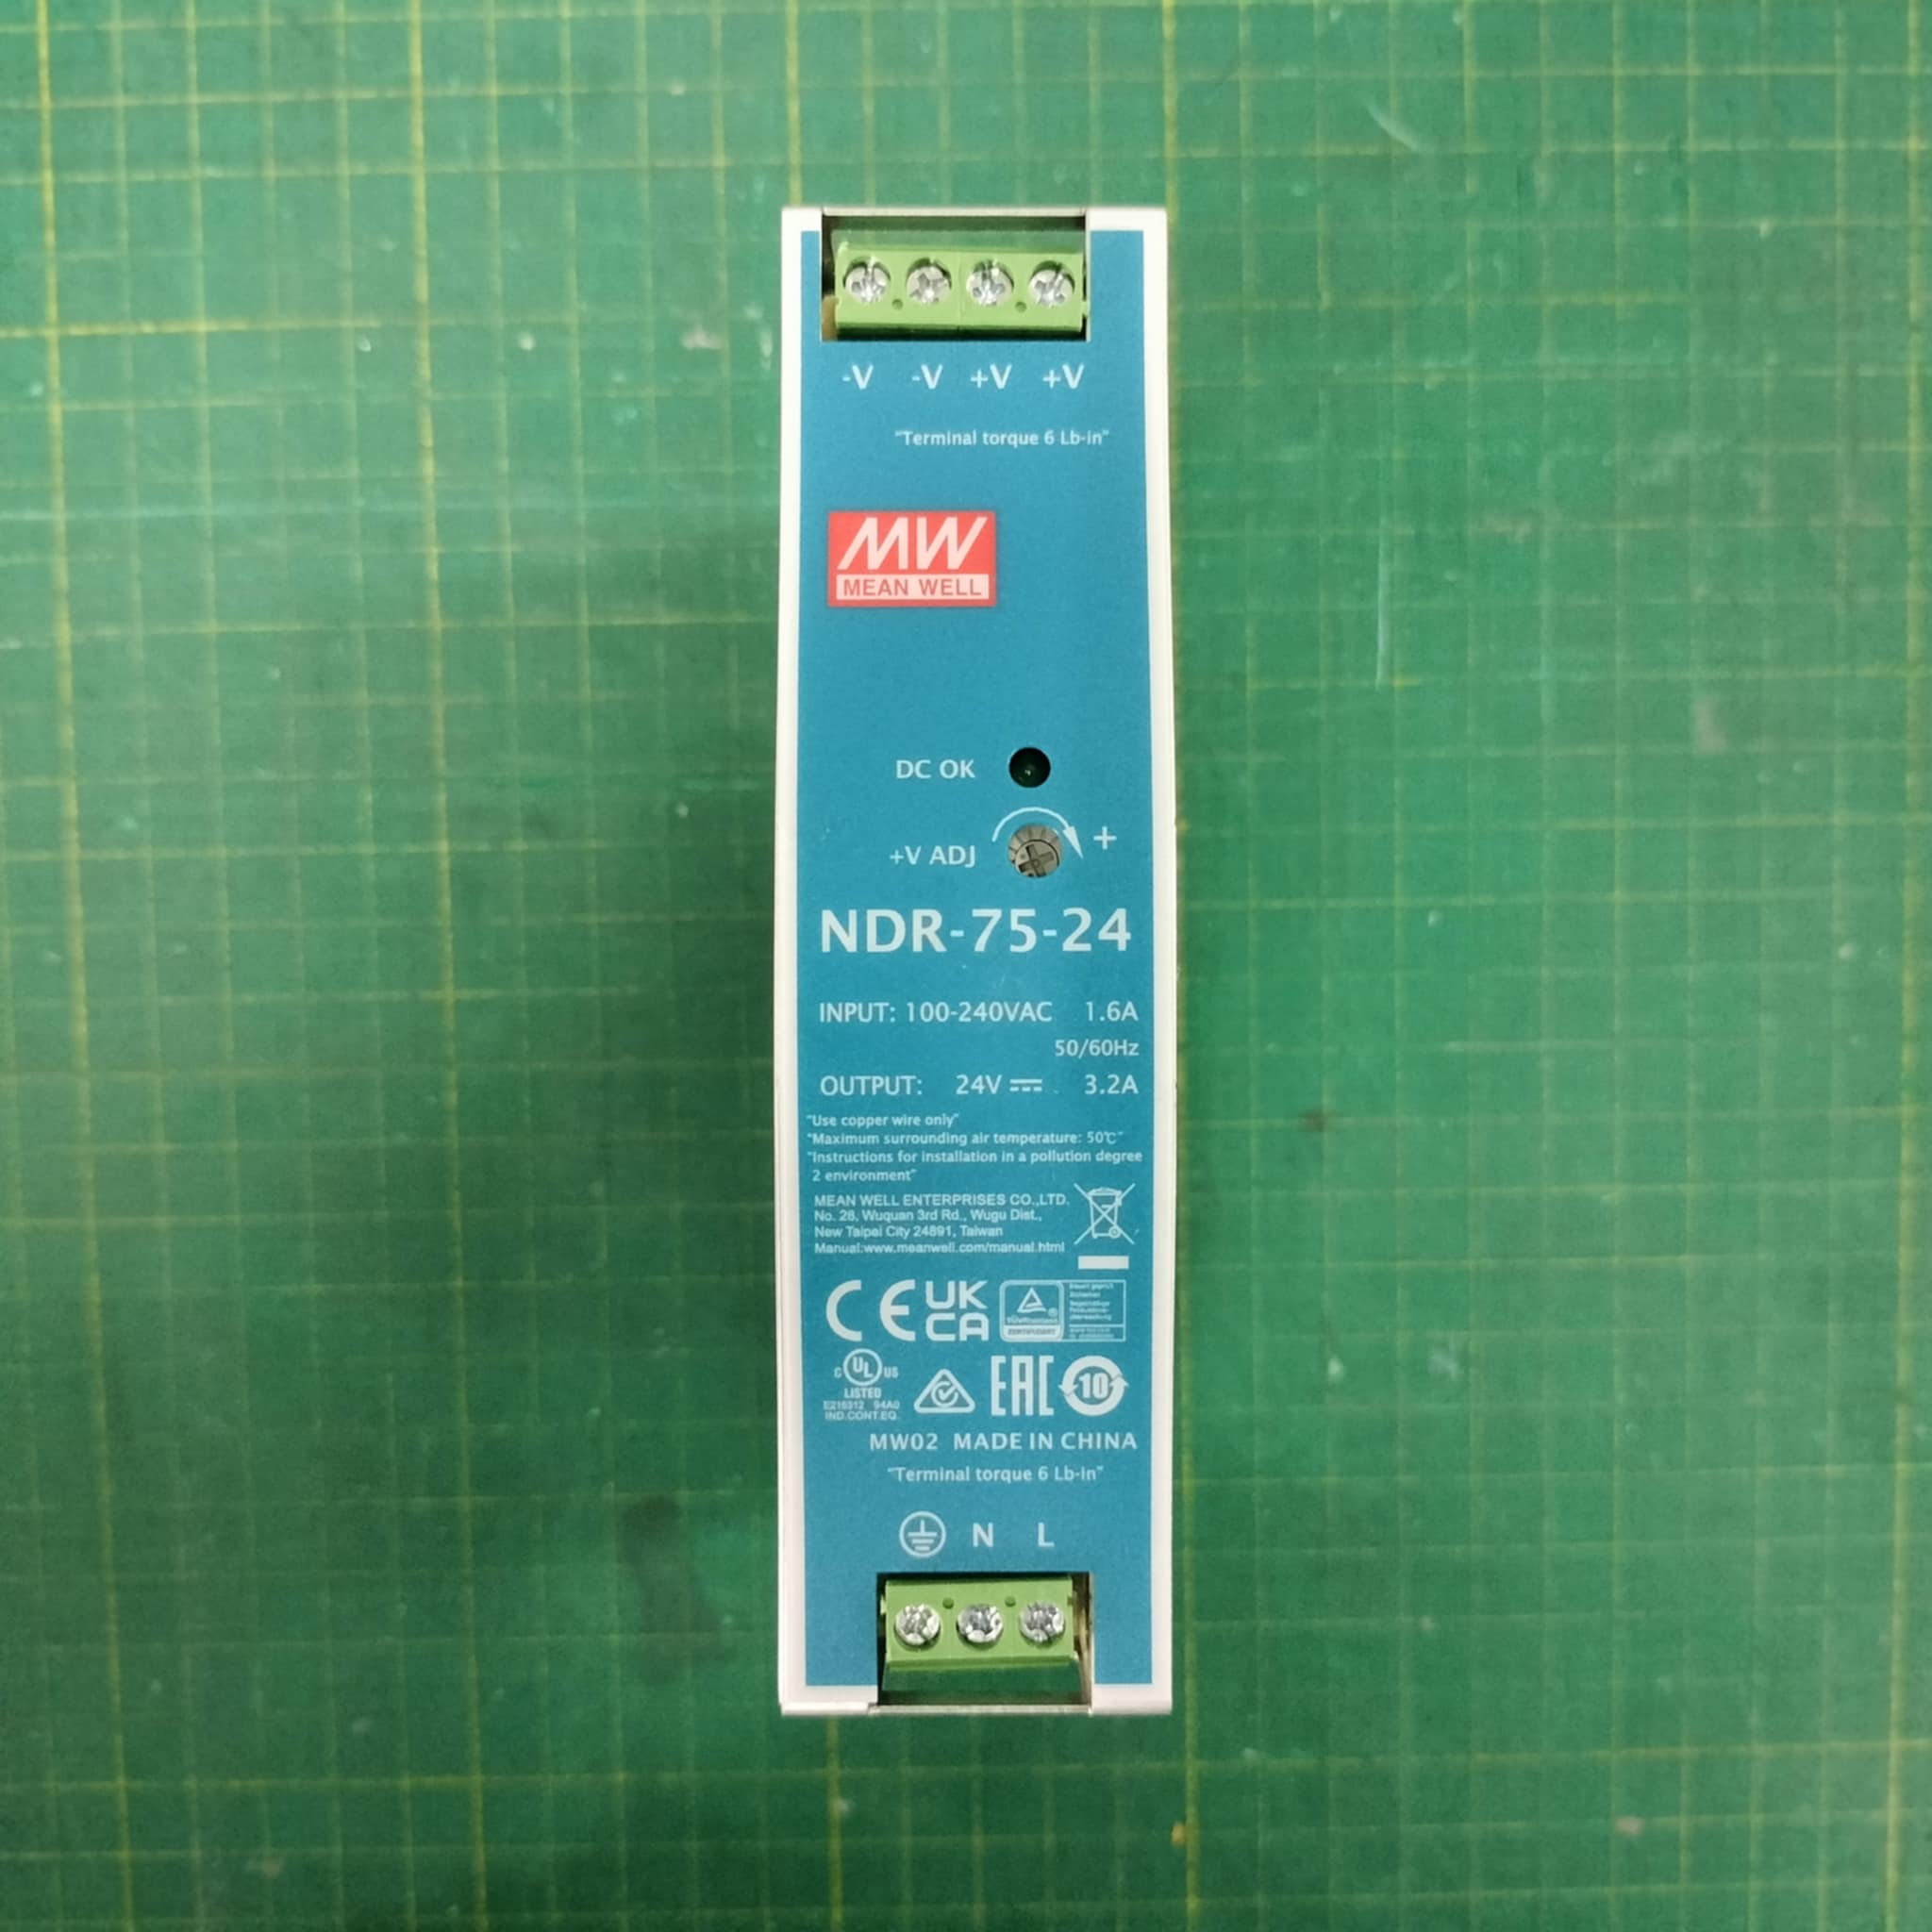 -V -V +V +V
"Terminal torque 6 Lb-in"
MW
MEAN WELL
DC OK
+V ADJ +
NDR-75-24
INPUT: 100-240VAC 1.6A
50/60Hz
OUTPUT: 24V 3.2A
"Use copper wire only"
"Maximum surrounding air temperature: 50℃"
"Instructions for installation in a pollution degree
2 environment"
MEAN WELL ENTERPRISES CO.,LTD.
No. 28, Wuquan 3rd Rd., Wugu Dist.,
New Taipei City 24891, Taiwan
Manual:www.meanwell.com/manual.html
CE UK CA
C UL US
LISTED
E216312 94A0
IND.CONT.EQ.
EAC 10
MW02 MADE IN CHINA
"Terminal torque 6 Lb-in"
N L